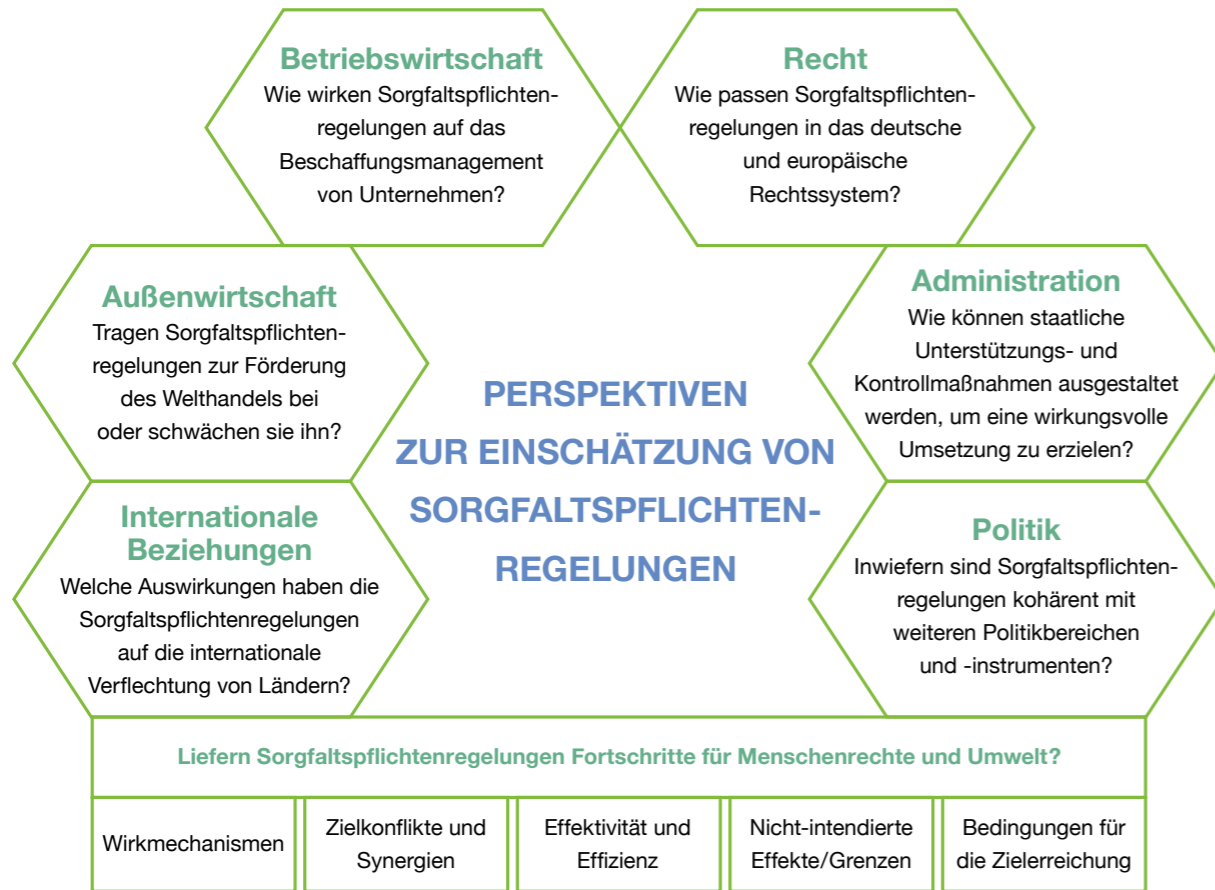 Betriebswirtschaft
Wie wirken Sorgfaltspflichten-
regelungen auf das
Beschaffungsmanagement
von Unternehmen?
Recht
Wie passen Sorgfaltspflichten-
regelungen in das deutsche
und europäische
Rechtssystem?
Außenwirtschaft
Tragen Sorgfaltspflichten-
regelungen zur Förderung
des Welthandels bei
oder schwächen sie ihn?
Administration
Wie können staatliche
Unterstützungs- und
Kontrollmaßnahmen ausgestaltet
werden, um eine wirkungsvolle
Umsetzung zu erzielen?
PERSPEKTIVEN
ZUR EINSCHÄTZUNG VON
SORGFALTSPFLICHTEN-
REGELUNGEN
Internationale
Beziehungen
Welche Auswirkungen haben die
Sorgfaltspflichtenregelungen
auf die internationale
Verflechtung von Ländern?
Politik
Inwiefern sind Sorgfaltspflichten-
regelungen kohärent mit
weiteren Politikbereichen
und -instrumenten?
Liefern Sorgfaltspflichtenregelungen Fortschritte für Menschenrechte und Umwelt?
Wirkmechanismen
Zielkonflikte und
Synergien
Effektivität und
Effizienz
Nicht-intendierte
Effekte/Grenzen
Bedingungen für
die Zielerreichung